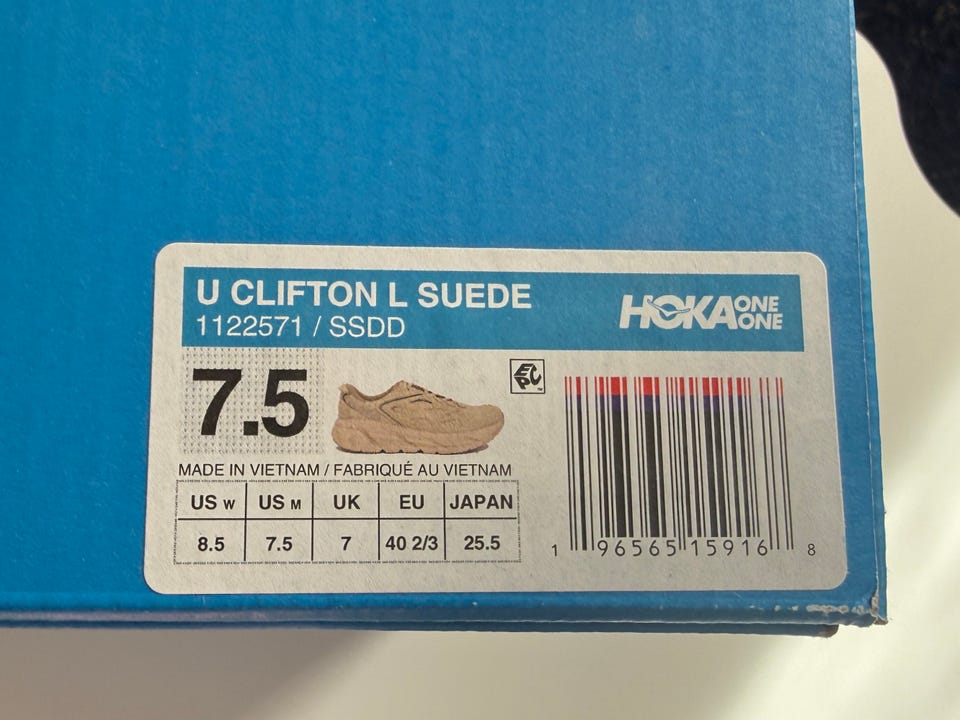 U CLIFTON L SUEDE
1122571 / SSDD
HOKA ONE ONE
7.5
EPC™
MADE IN VIETNAM / FABRIQUÉ AU VIETNAM
US W US M UK EU JAPAN
8.5 7.5 7 40 2/3 25.5
1 96565 15916 8